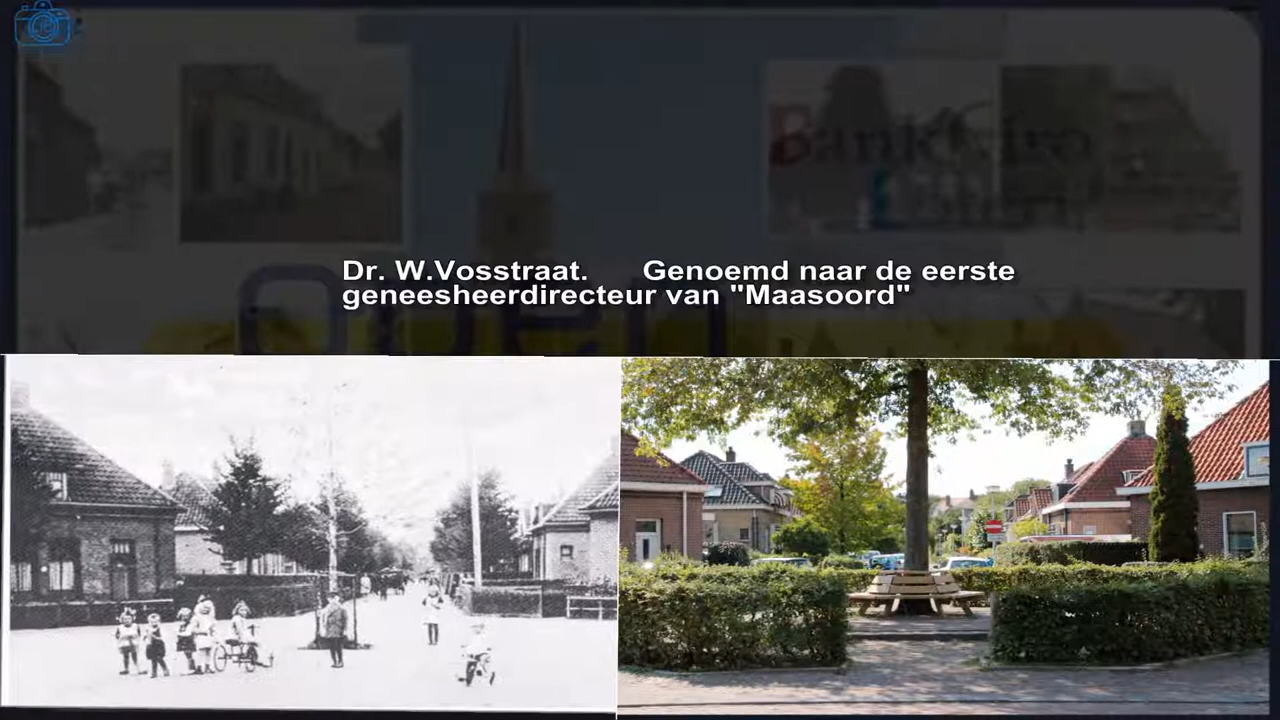 Dr. W.Vosstraat. Genoemd naar de eerste
geneesheerdirecteur van "Maasoord"